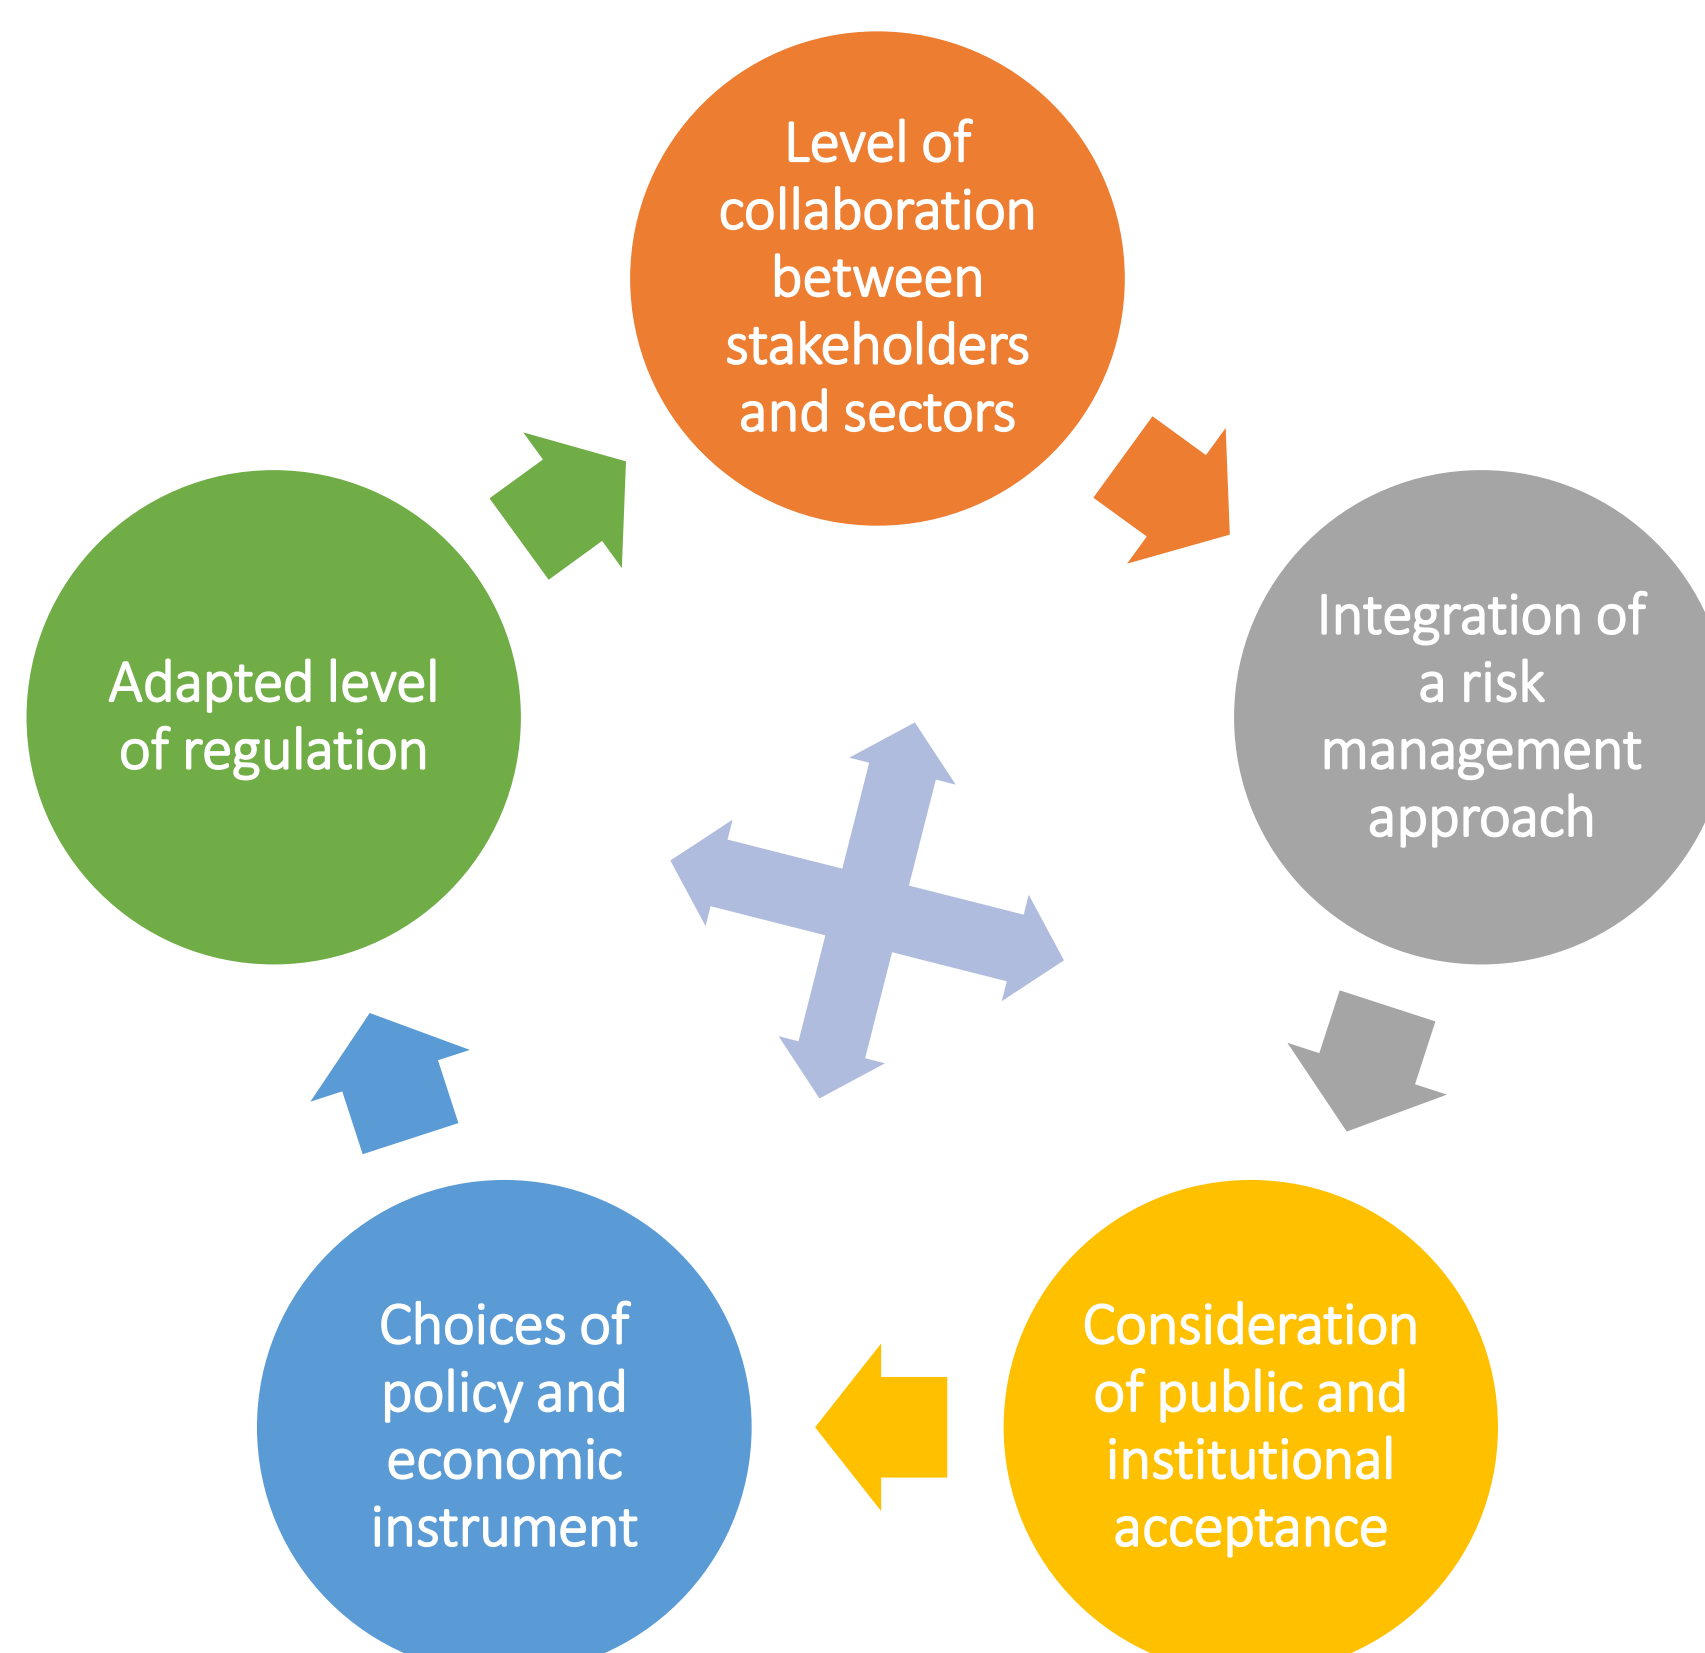 Level of
collaboration
between
stakeholders
and sectors
Integration of
a risk
management
approach
Consideration
of public and
institutional
acceptance
Choices of
policy and
economic
instrument
Adapted level
of regulation